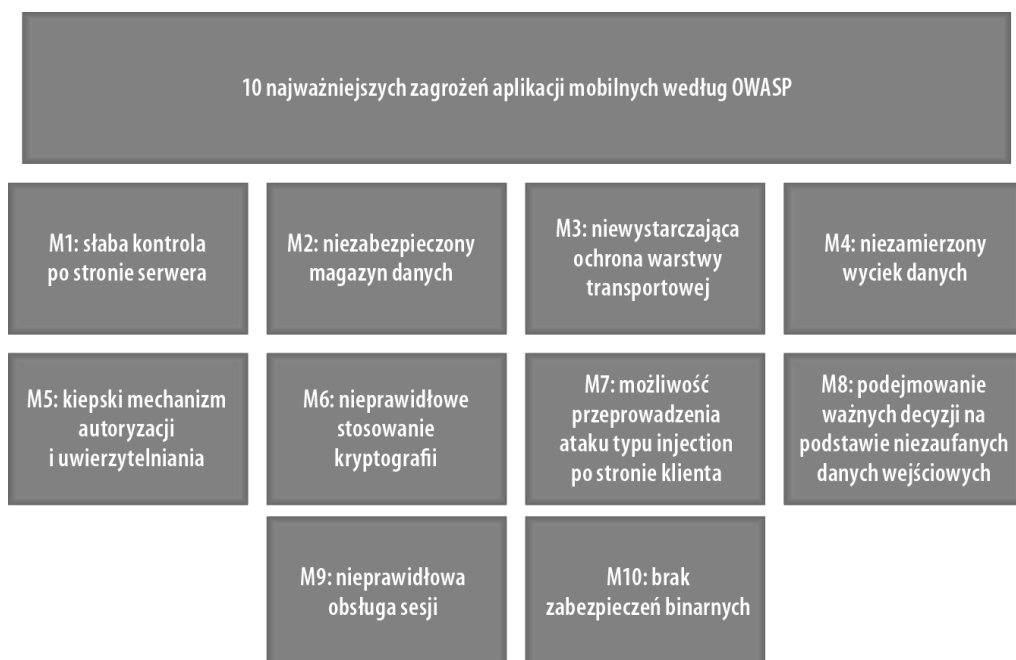 10 najważniejszych zagrożeń aplikacji mobilnych według OWASP
M1: słaba kontrola
po stronie serwera
M2: niezabezpieczony
magazyn danych
M3: niewystarczająca
ochrona warstwy
transportowej
M4: niezamierzony
wyciek danych
M5: kiepski mechanizm
autoryzacji
i uwierzytelniania
M6: nieprawidłowe
stosowanie
kryptografii
M7: możliwość
przeprowadzenia
ataku typu injection
po stronie klienta
M8: podejmowanie
ważnych decyzji na
podstawie niezaufanych
danych wejściowych
M9: nieprawidłowa
obsługa sesji
M10: brak
zabezpieczeń binarnych